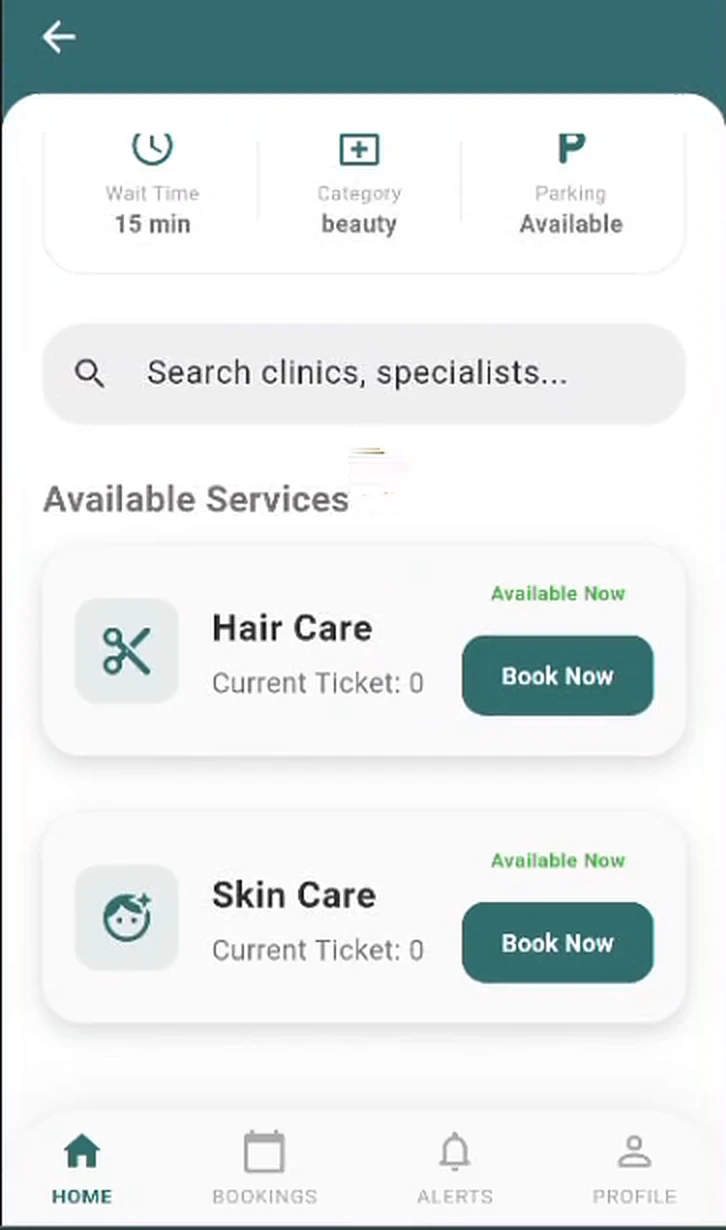 Wait Time
15 min
Category
beauty
Parking
Available
Search clinics, specialists...
Available Services
Available Now
Hair Care
Current Ticket: 0
Book Now
Available Now
Skin Care
Current Ticket: 0
Book Now
HOME
BOOKINGS
ALERTS
PROFILE